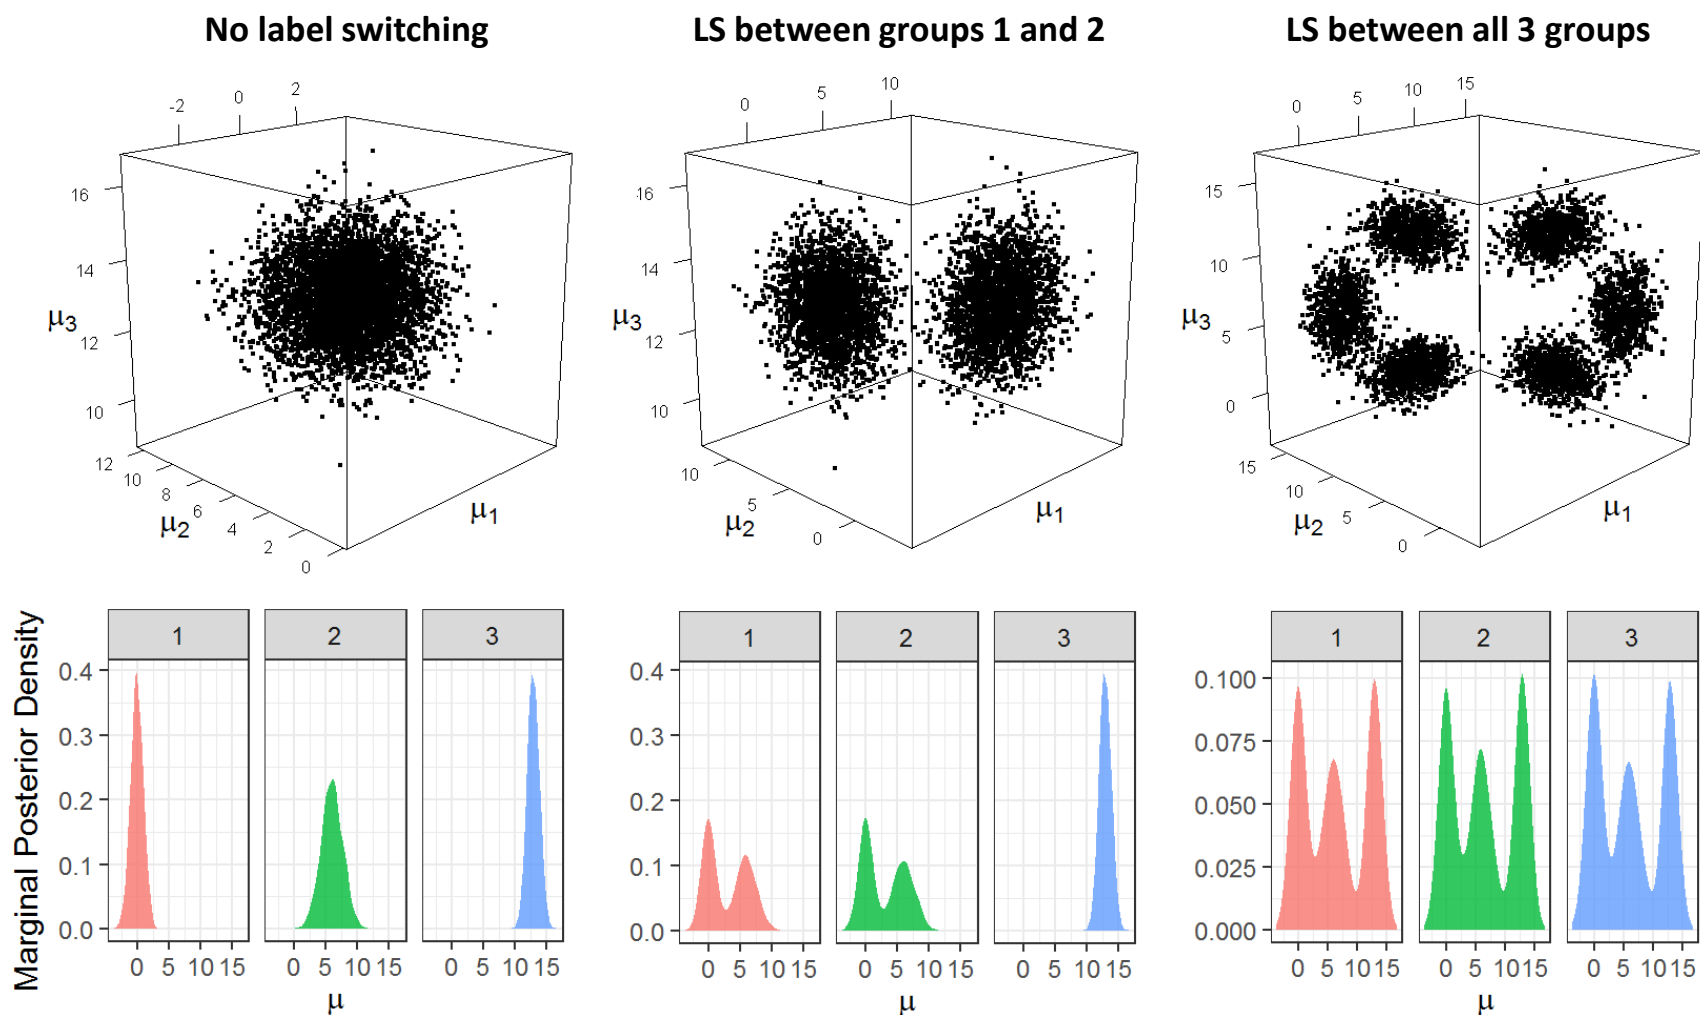 No label switching
LS between groups 1 and 2
LS between all 3 groups
-2 0 2
0 5 10
0 5 10 15
16
14
12
10
μ3
12 10 8 6 4 2 0
μ2
μ1
16
14
12
10
μ3
10 5 0
μ2
μ1
15
10
5
0
μ3
15 10 5 0
μ2
μ1
Marginal Posterior Density
1 2 3
0.4
0.3
0.2
0.1
0.0
0 5 10 15 0 5 10 15 0 5 10 15
μ
1 2 3
0.4
0.3
0.2
0.1
0.0
0 5 10 15 0 5 10 15 0 5 10 15
μ
1 2 3
0.100
0.075
0.050
0.025
0.000
0 5 10 15 0 5 10 15 0 5 10 15
μ